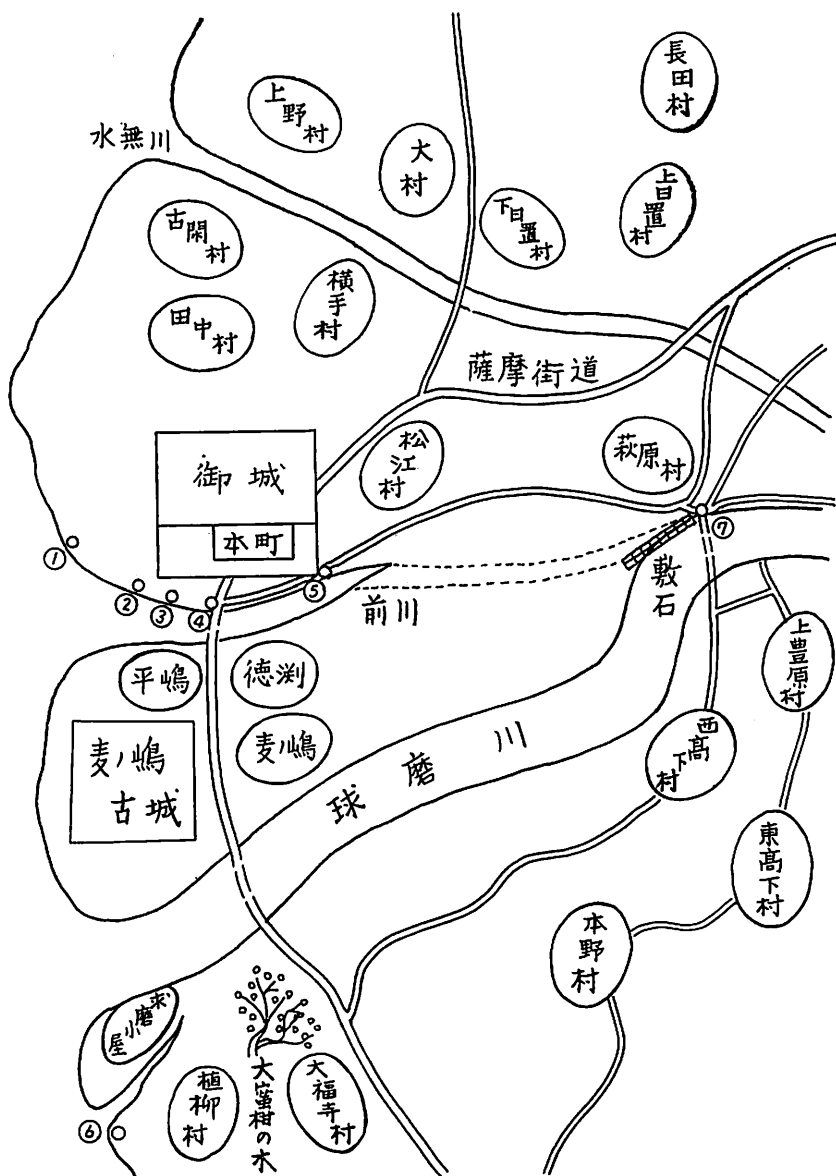 長田村
上野村
大村
水無川
上日置村
下日置村
古閑村
横手村
田中村
薩摩街道
松江村
萩原村
御城
本町
①
②
③
④
⑤
⑦
敷石
前川
平嶋
徳渕
上豊原村
麦ノ嶋
麦ノ嶋
古城
球磨川
西髙下村
東髙下村
本野村
求磨小屋
植柳村
大蜜柑の木
大福寺村
⑥